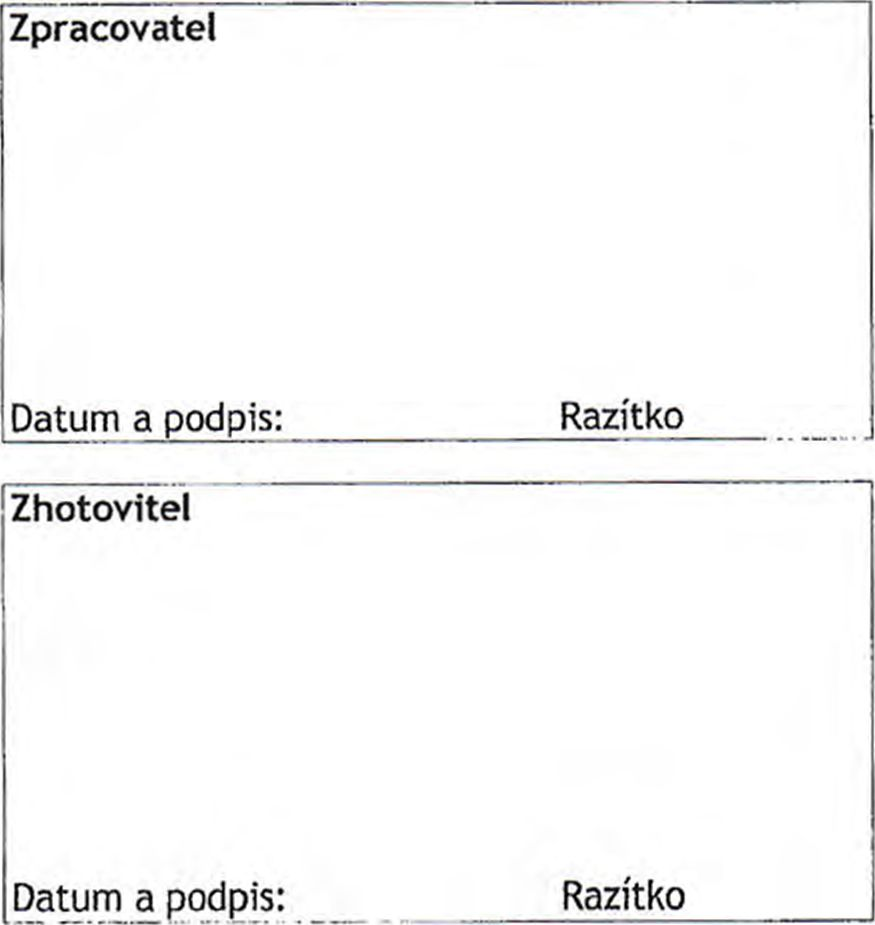 Zpracovatel
Datum a podpis: Razítko
Zhotovitel
Datum a podpis: Razítko